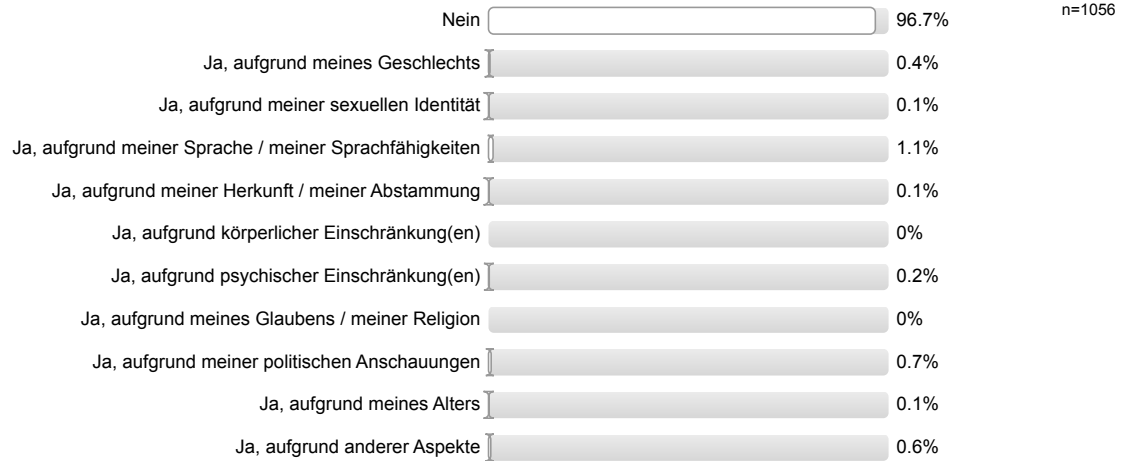 Nein 96.7% n=1056
Ja, aufgrund meines Geschlechts 0.4%
Ja, aufgrund meiner sexuellen Identität 0.1%
Ja, aufgrund meiner Sprache / meiner Sprachfähigkeiten 1.1%
Ja, aufgrund meiner Herkunft / meiner Abstammung 0.1%
Ja, aufgrund körperlicher Einschränkung(en) 0%
Ja, aufgrund psychischer Einschränkung(en) 0.2%
Ja, aufgrund meines Glaubens / meiner Religion 0%
Ja, aufgrund meiner politischen Anschauungen 0.7%
Ja, aufgrund meines Alters 0.1%
Ja, aufgrund anderer Aspekte 0.6%